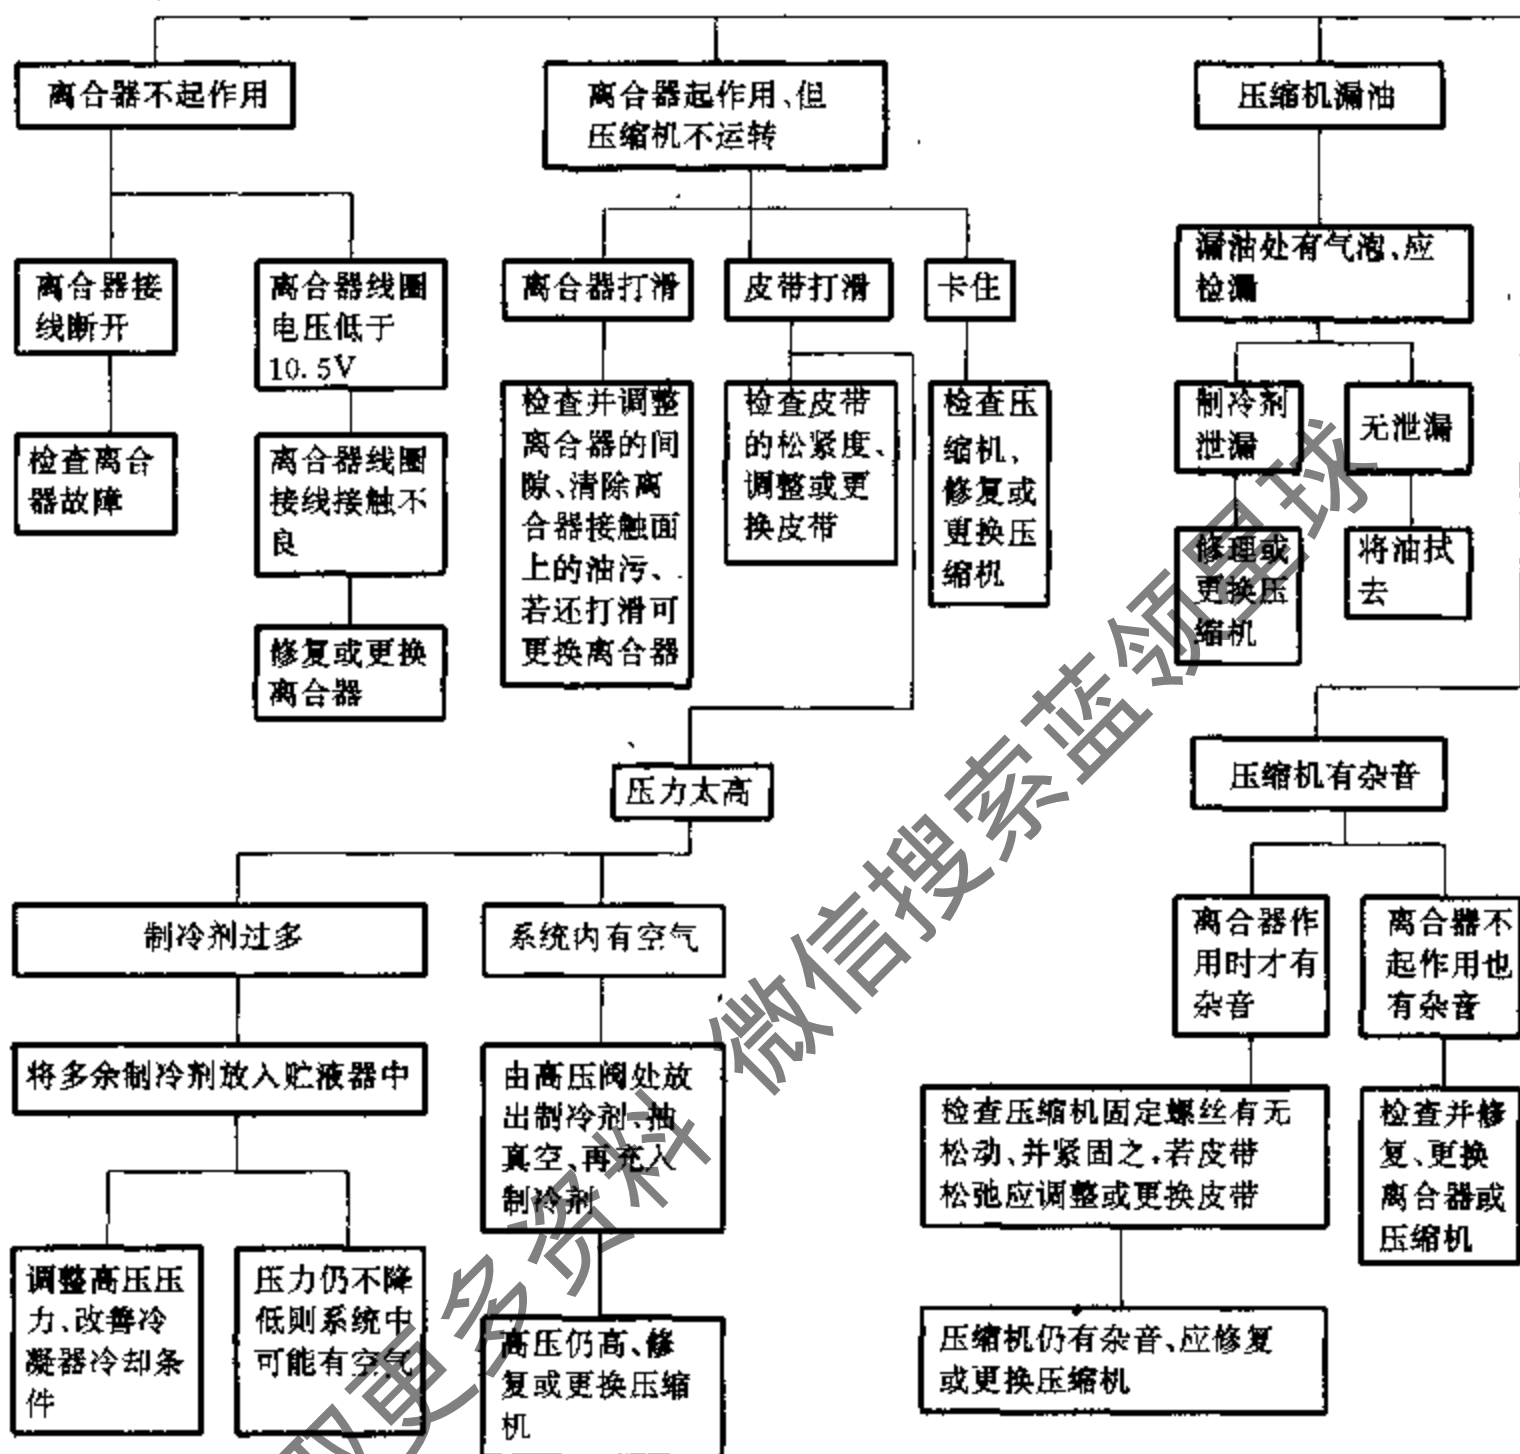 离合器不起作用
离合器起作用、但
压缩机不运转
压缩机漏油
离合器接
线断开
离合器线圈
电压低于
10.5V
离合器打滑
皮带打滑
卡住
漏油处有气泡、应
检漏
检查离合
器故障
离合器线圈
接线接触不
良
修复或更换
离合器
检查并调整
离合器的间
隙、清除离
合器接触面
上的油污、
若还打滑可
更换离合器
检查皮带
的松紧度、
调整或更
换皮带
检查压
缩机、
修复或
更换压
缩机
制冷剂
泄漏
无泄漏
修理或
更换压
缩机
将油拭
去
压力太高
压缩机有杂音
制冷剂过多
系统内有空气
离合器作
用时才有
杂音
离合器不
起作用也
有杂音
将多余制冷剂放入贮液器中
由高压阀处放
出制冷剂、抽
真空、再充入
制冷剂
检查压缩机固定螺丝有无
松动、并紧固之,若皮带
松弛应调整或更换皮带
检查并修
复、更换
离合器或
压缩机
调整高压压
力、改善冷
凝器冷却条
件
压力仍不降
低则系统中
可能有空气
高压仍高、修
复或更换压缩
机
压缩机仍有杂音、应修复
或更换压缩机
取更多资料 微信搜索蓝领星球